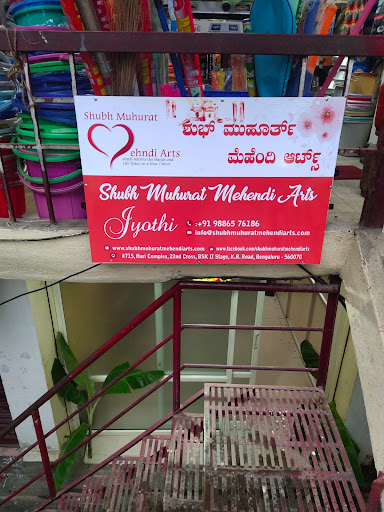 Shubh Muhurat
Mehndi Arts
ಶುಭ್ ಮುಹೂರ್ತ್
ಮೆಹೇಂದಿ ಆರ್ಟ್ಸ್
Shubh Muhurat Mehendi Arts
Jyothi
:+91 98865 76186
info@shubhmuhuratmehendiarts.com
www.shubhmuhuratmehendiarts.com
www.facebook.com/shubhmuhuratmehendiarts
#715, Hari Complex, 22nd Cross, BSK II Stage, K.R. Road, Bengaluru - 560070